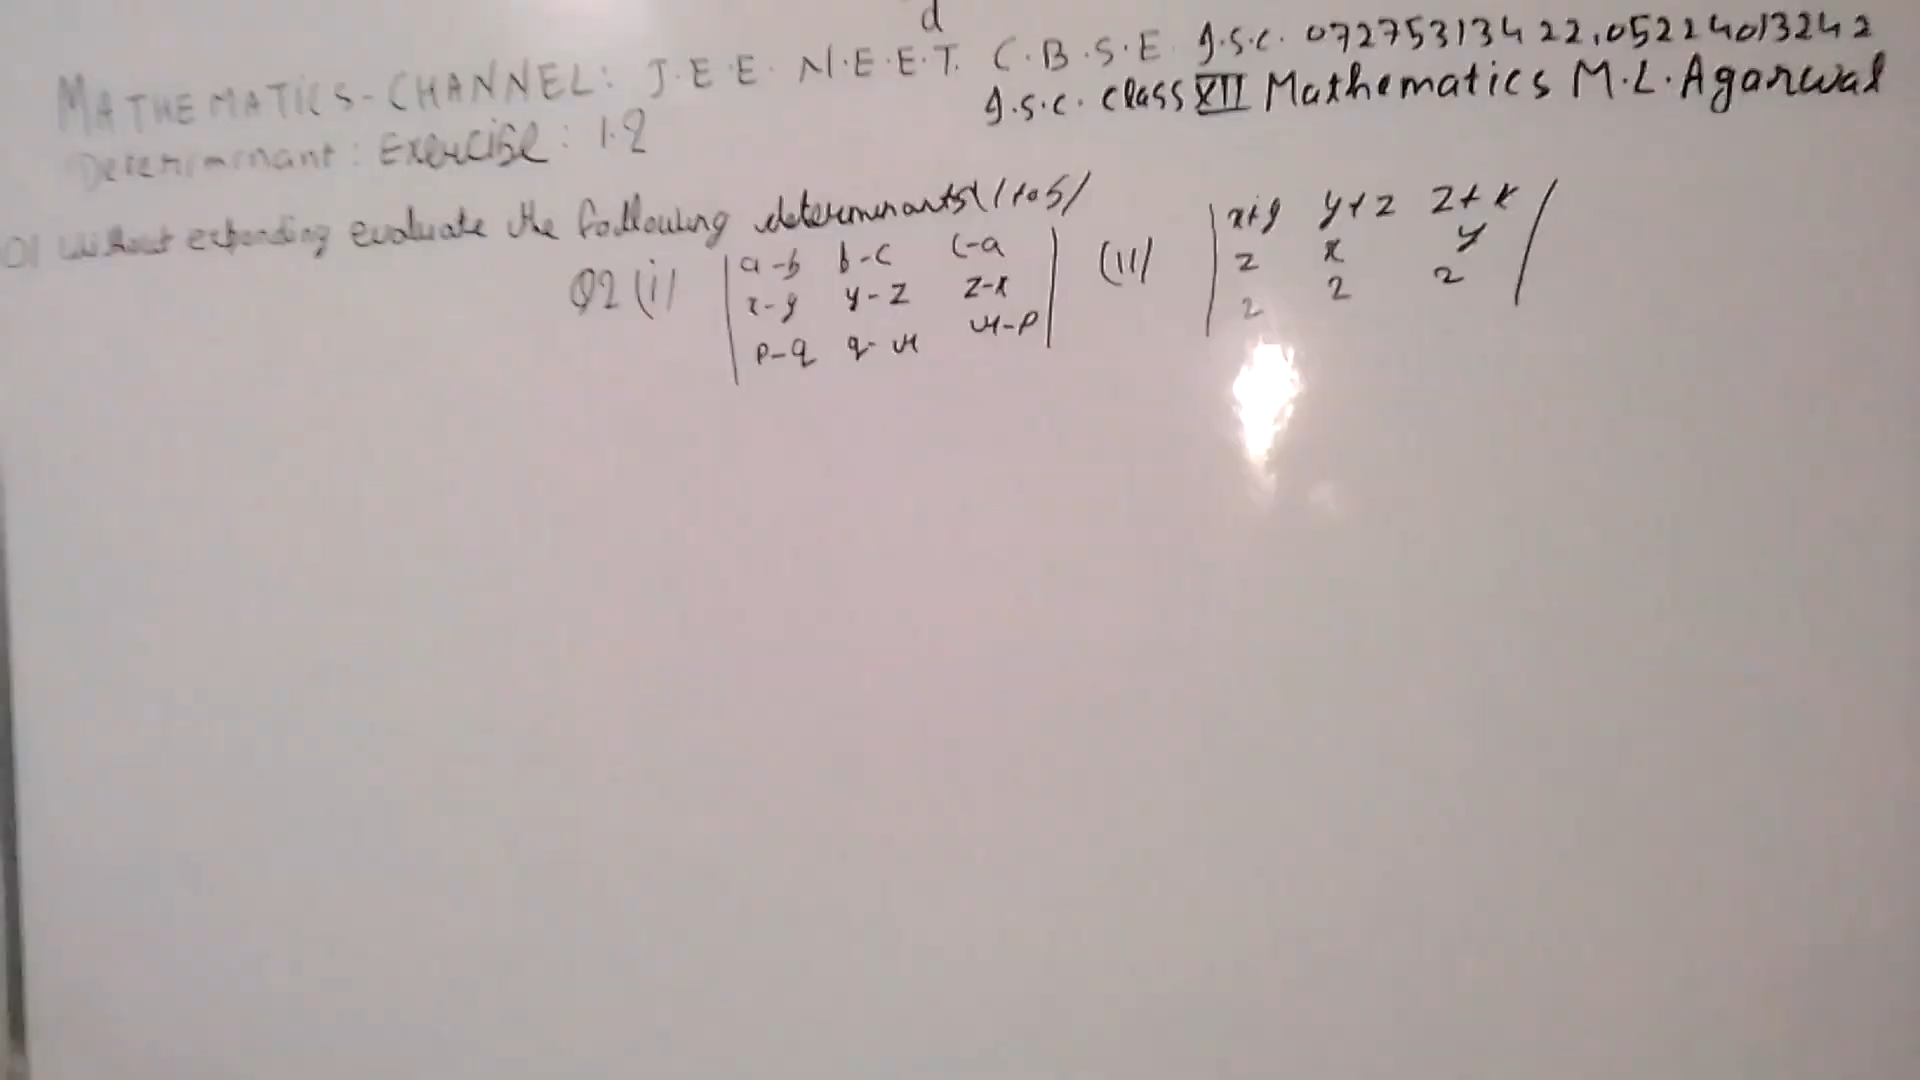 d
MATHEMATICS-CHANNEL: J.E.E. N.E.E.T. C.B.S.E. I.S.C. 07275313422,05224013242
I.S.C. Class XII Mathematics M.L.Agarwal
Determinant: Exercise: 1.2
Q1 Without expanding evaluate the following determinants (1 to 5)
Q2 (i) | a-b b-c c-a | (ii) | x+y y+z z+x |
x-y y-z z-x z x y
p-q q-r r-p 2 2 2